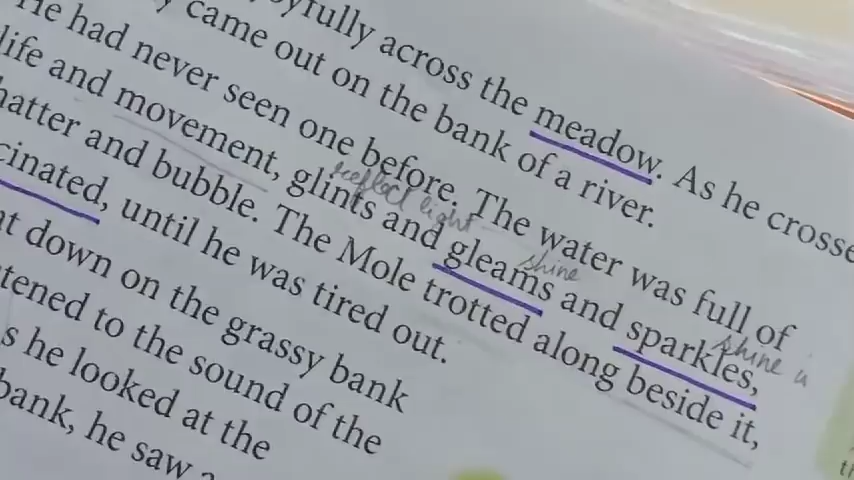 yfully across the meadow. As he crosse
came out on the bank of a river.
He had never seen one before. The water was full of
life and movement, glints and gleams and sparkles,
reflect light
shine
shine
hatter and bubble. The Mole trotted along beside it,
cinated, until he was tired out.
at down on the grassy bank
tened to the sound of the
s he looked at the
bank, he saw